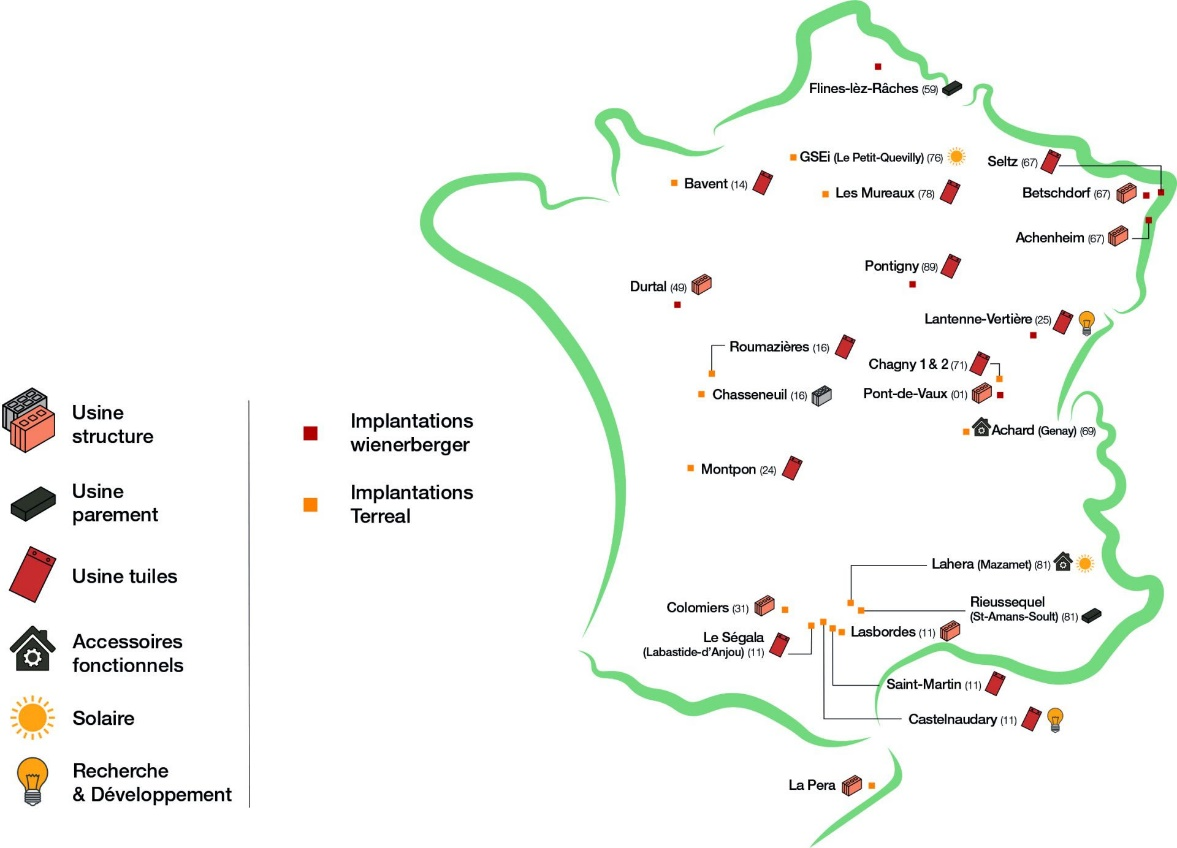 Flines-lèz-Râches (59)
GSEi (Le Petit-Quevilly) (76)
Seltz (67)
Bavent (14)
Les Mureaux (78)
Betschdorf (67)
Achenheim (67)
Pontigny (89)
Durtal (49)
Lantenne-Vertière (25)
Roumazières (16)
Chagny 1 & 2 (71)
Chasseneuil (16)
Pont-de-Vaux (01)
Achard (Genay) (69)
Montpon (24)
Lahera (Mazamet) (81)
Colomiers (31)
Rieussequel
(St-Amans-Soult) (81)
Le Ségala
(Labastide-d'Anjou) (11)
Lasbordes (11)
Saint-Martin (11)
Castelnaudary (11)
La Pera
Usine
structure
Usine
parement
Usine tuiles
Accessoires
fonctionnels
Solaire
Recherche
& Développement
Implantations
wienerberger
Implantations
Terreal